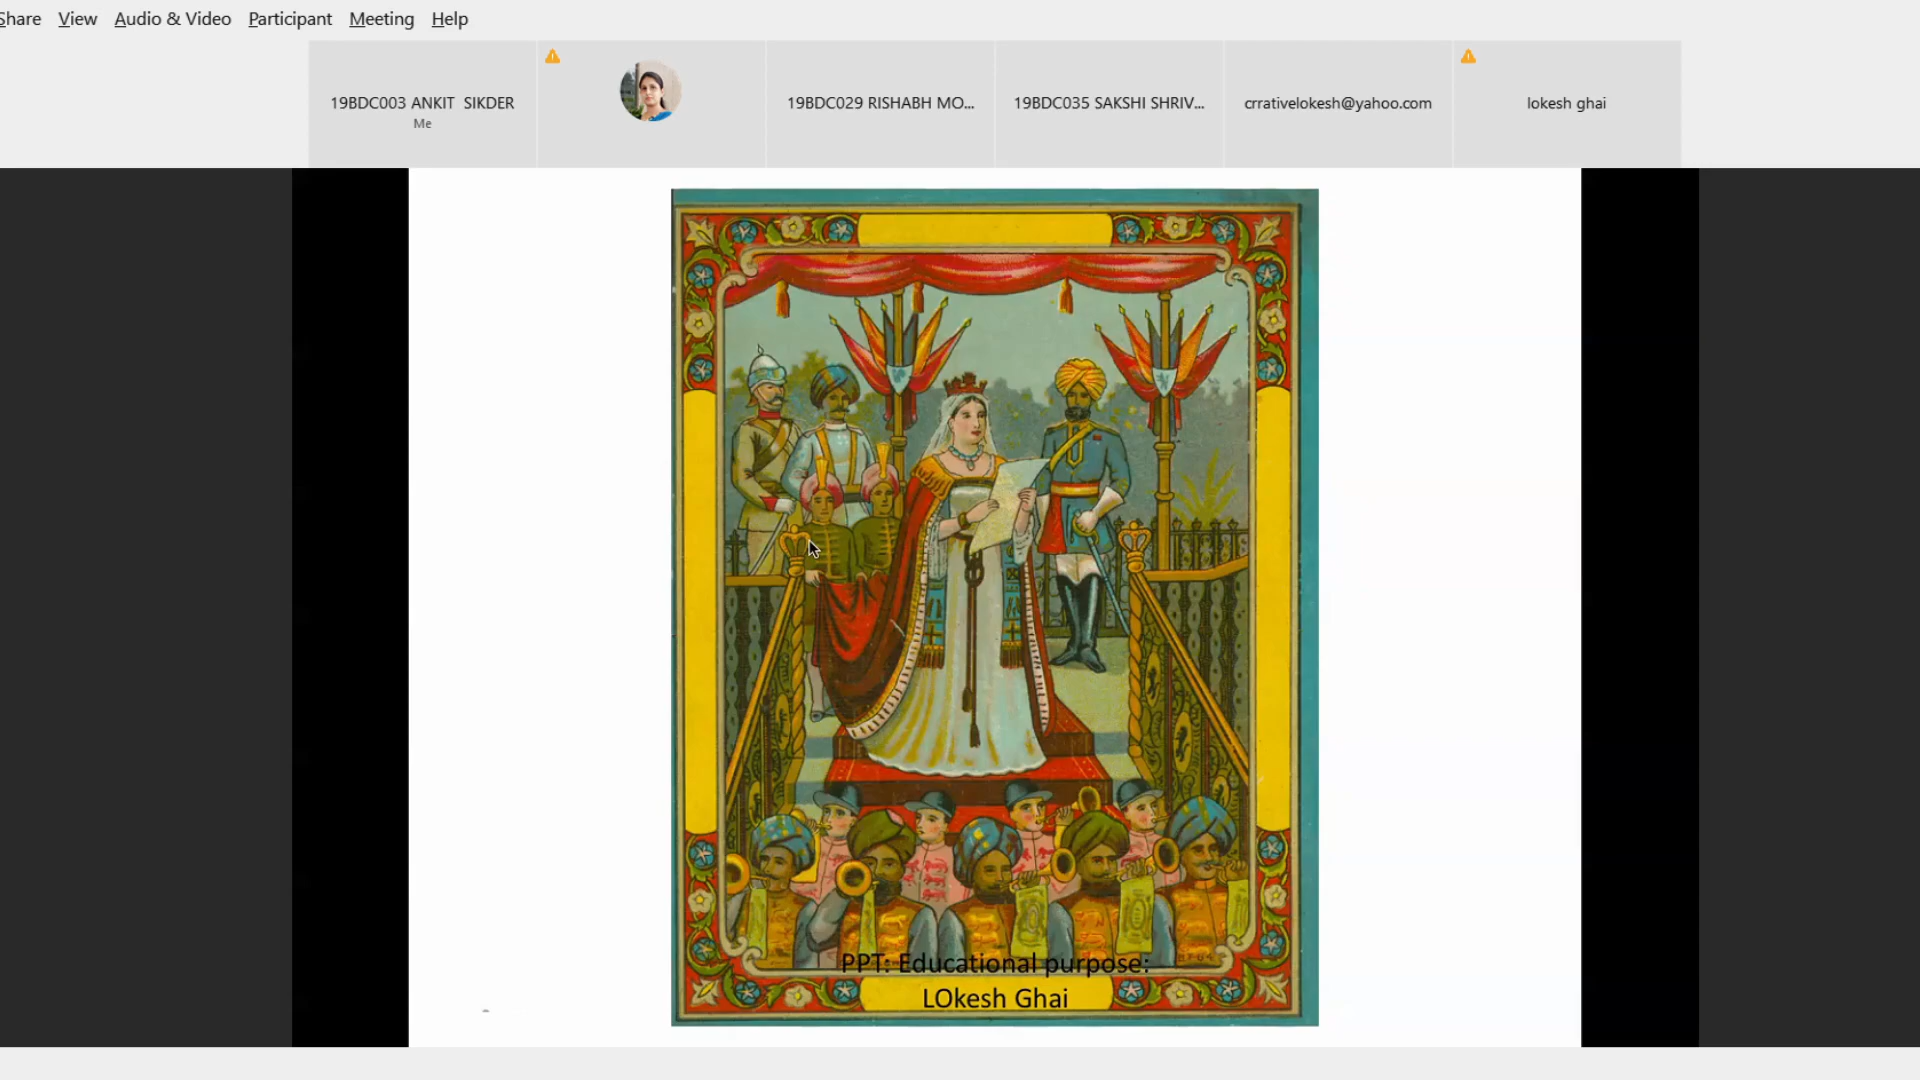 Share View Audio & Video Participant Meeting Help
19BDC003 ANKIT SIKDER
Me
19BDC029 RISHABH MO...
19BDC035 SAKSHI SHRIV...
crrativelokesh@yahoo.com
lokesh ghai
PPT: Educational purpose:
LOkesh Ghai